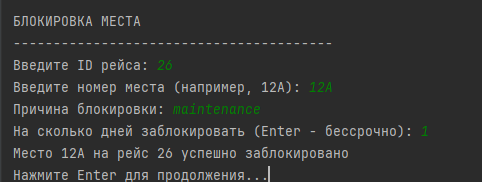 БЛОКИРОВКА МЕСТА
----------------------------------------
Введите ID рейса: 26
Введите номер места (например, 12A): 12A
Причина блокировки: maintenance
На сколько дней заблокировать (Enter - бессрочно): 1
Место 12A на рейс 26 успешно заблокировано
Нажмите Enter для продолжения...